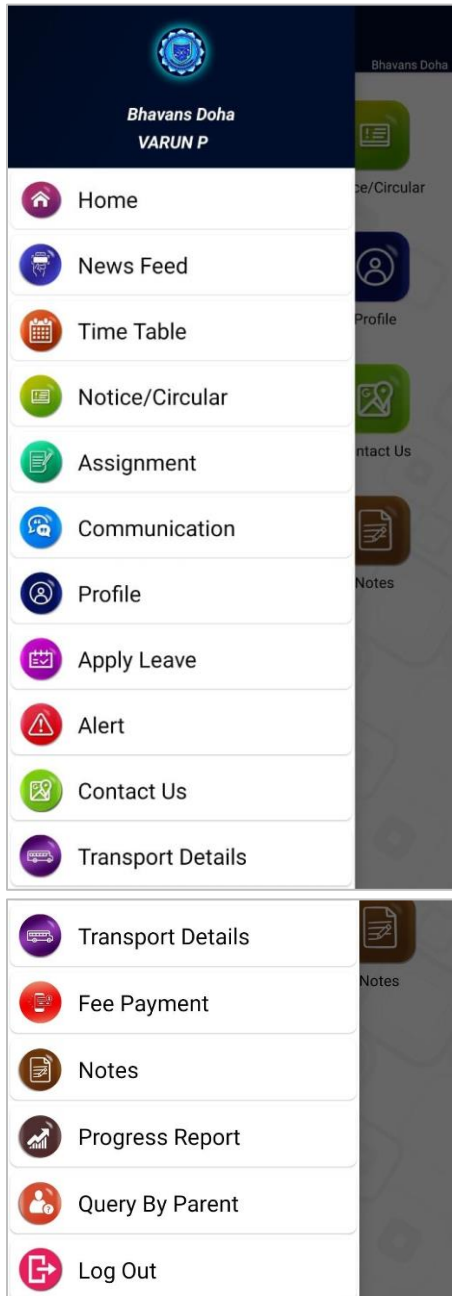 Bhavans Doha
VARUN P
Bhavans Doha
Home
ce/Circular
News Feed
Time Table
Profile
Notice/Circular
Assignment
ntact Us
Communication
Profile
Notes
Apply Leave
Alert
Contact Us
Transport Details
Transport Details
Notes
Fee Payment
Notes
Progress Report
Query By Parent
Log Out